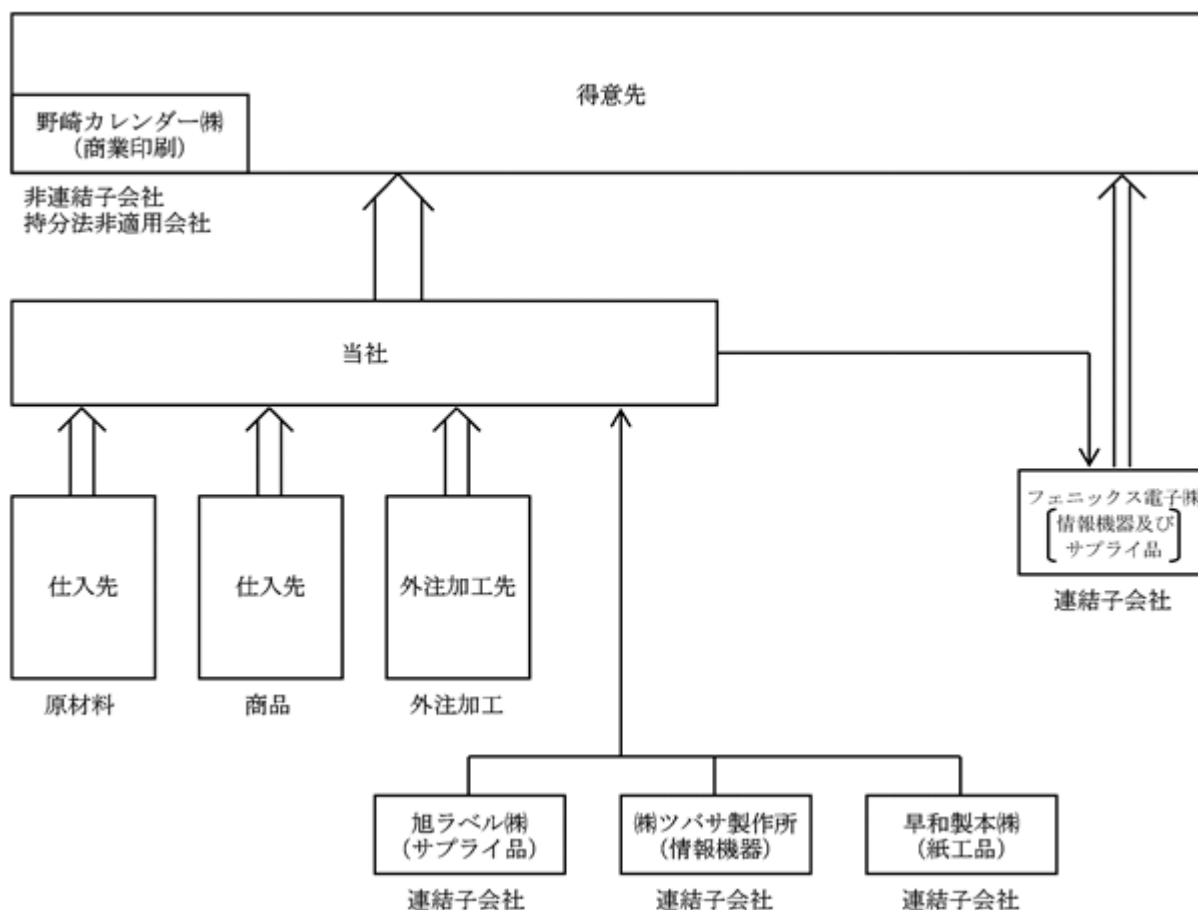 得意先
野崎カレンダー㈱
（商業印刷）
非連結子会社
持分法非適用会社
当社
フェニックス電子㈱
情報機器及び
サプライ品
連結子会社
仕入先
仕入先
外注加工先
原材料
商品
外注加工
旭ラベル㈱
（サプライ品）
㈱ツバサ製作所
（情報機器）
早和製本㈱
（紙工品）
連結子会社
連結子会社
連結子会社